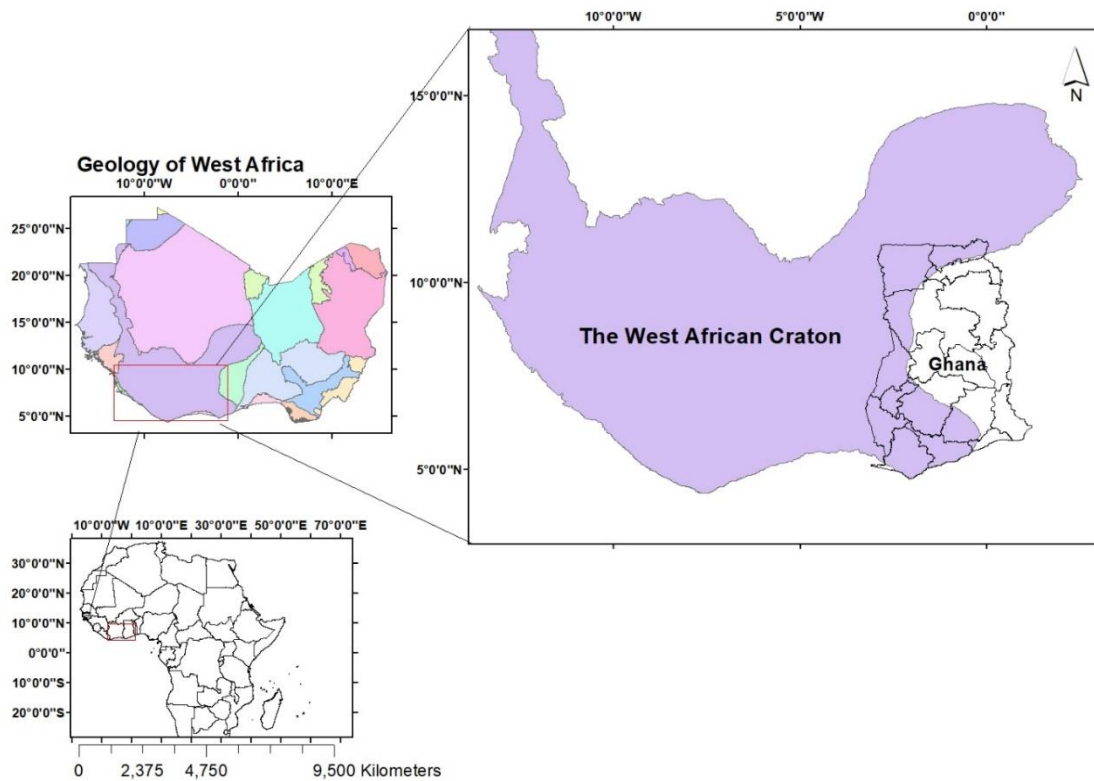 10°0'0"W 5°0'0"W 0°0'0"
15°0'0"N
10°0'0"N
5°0'0"N
N
The West African Craton
Ghana
Geology of West Africa
10°0'0"W 0°0'0" 10°0'0"E
25°0'0"N
20°0'0"N
15°0'0"N
10°0'0"N
5°0'0"N
10°0'0"W 10°0'0"E 30°0'0"E 50°0'0"E 70°0'0"E
30°0'0"N
20°0'0"N
10°0'0"N
0°0'0"
10°0'0"S
20°0'0"S
0 2,375 4,750 9,500 Kilometers